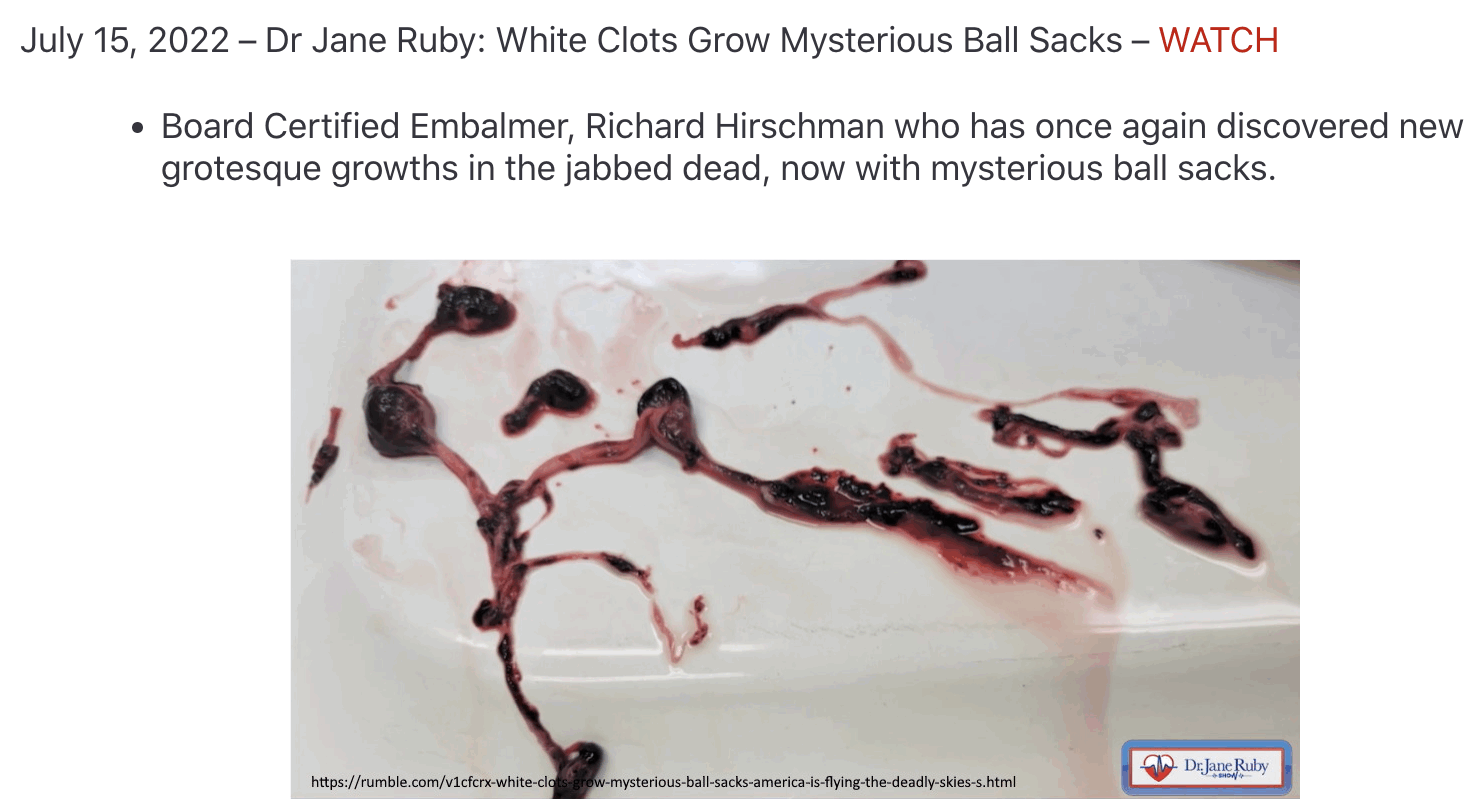 July 15, 2022 – Dr Jane Ruby: White Clots Grow Mysterious Ball Sacks – WATCH
• Board Certified Embalmer, Richard Hirschman who has once again discovered new
grotesque growths in the jabbed dead, now with mysterious ball sacks.
https://rumble.com/v1cfcrx-white-clots-grow-mysterious-ball-sacks-america-is-flying-the-deadly-skies-s.html
Dr. Jane Ruby
SHOW